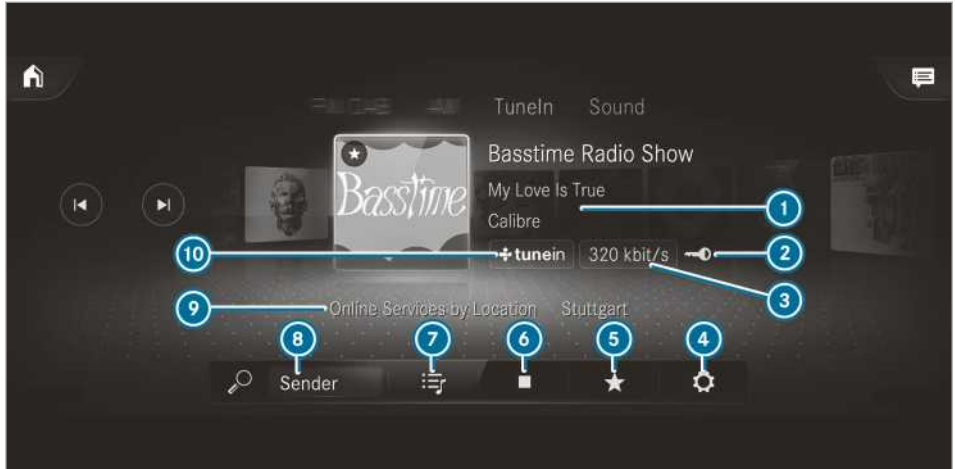 TuneIn Sound
Basstime Radio Show
Basstime
My Love Is True
1
Calibre
10
tunein 320 kbit/s
2
3
9
Online Services by Location Stuttgart
8 7 6 5 4
Sender